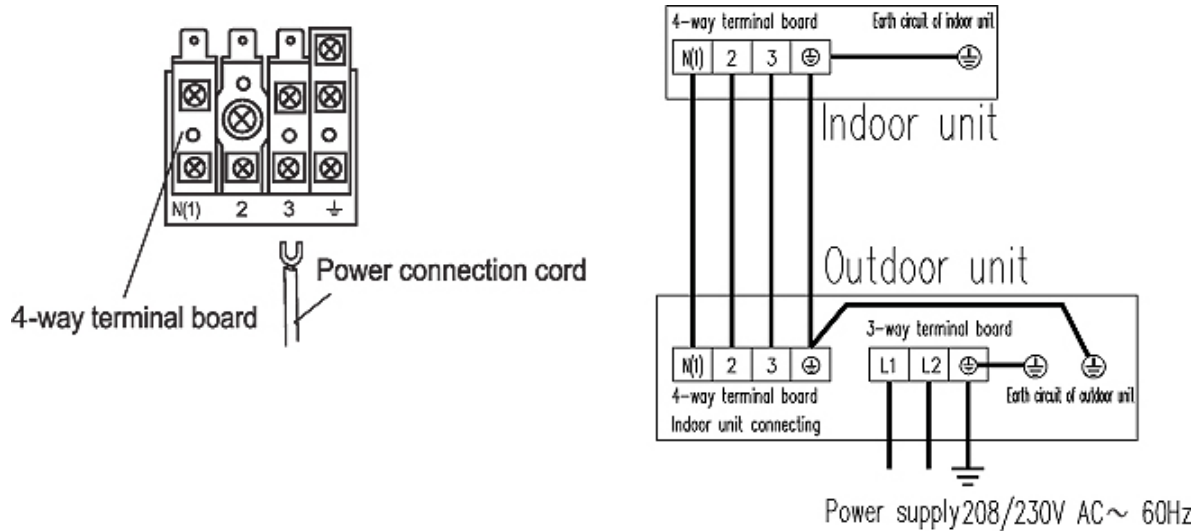 N(1) 2 3
Power connection cord
4-way terminal board
4-way terminal board Earth circuit of indoor unit
N(1) 2 3
Indoor unit
Outdoor unit
3-way terminal board
N(1) 2 3 L1 L2
4-way terminal board Earth circuit of outdoor unit
Indoor unit connecting
Power supply 208/230V AC～ 60Hz